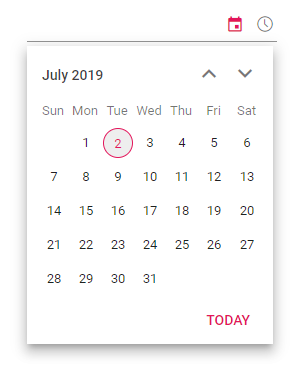 July 2019
Sun Mon Tue Wed Thu Fri Sat
1 2 3 4 5 6
7 8 9 10 11 12 13
14 15 16 17 18 19 20
21 22 23 24 25 26 27
28 29 30 31
TODAY